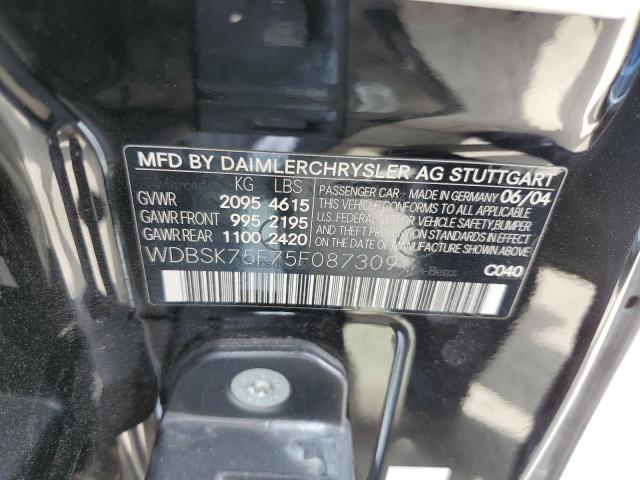 MFD BY DAIMLERCHRYSLER AG STUTTGART
KG LBS
GVWR 2095 4615
GAWR FRONT 995 2195
GAWR REAR 1100 2420
PASSENGER CAR MADE IN GERMANY 06/04
THIS VEHICLE CONFORMS TO ALL APPLICABLE
U.S. FEDERAL MOTOR VEHICLE SAFETY, BUMPER
AND THEFT PREVENTION STANDARDS IN EFFECT
ON THE DATE OF MANUFACTURE SHOWN ABOVE
WDBSK75F75F087309
C040